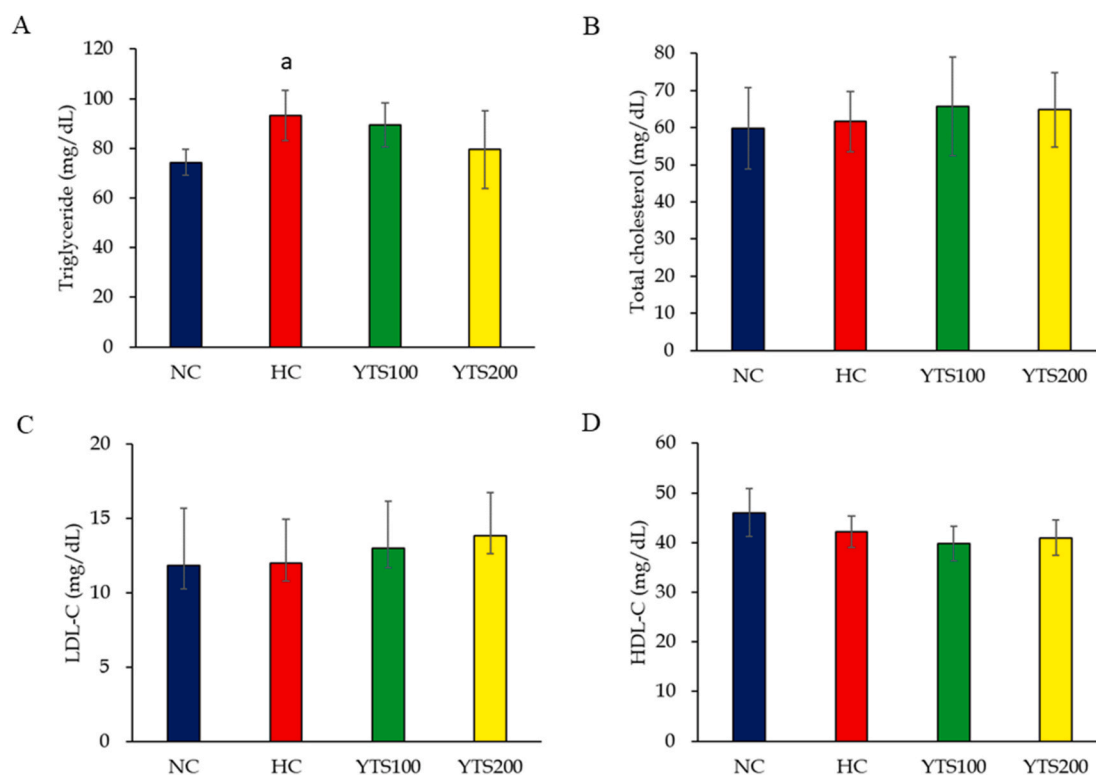 A
Triglyceride (mg/dL)
120
100
80
60
40
20
0
a
NC HC YTS100 YTS200
B
Total cholesterol (mg/dL)
80
70
60
50
40
30
20
10
0
NC HC YTS100 YTS200
C
LDL-C (mg/dL)
20
15
10
5
0
NC HC YTS100 YTS200
D
HDL-C (mg/dL)
60
50
40
30
20
10
0
NC HC YTS100 YTS200